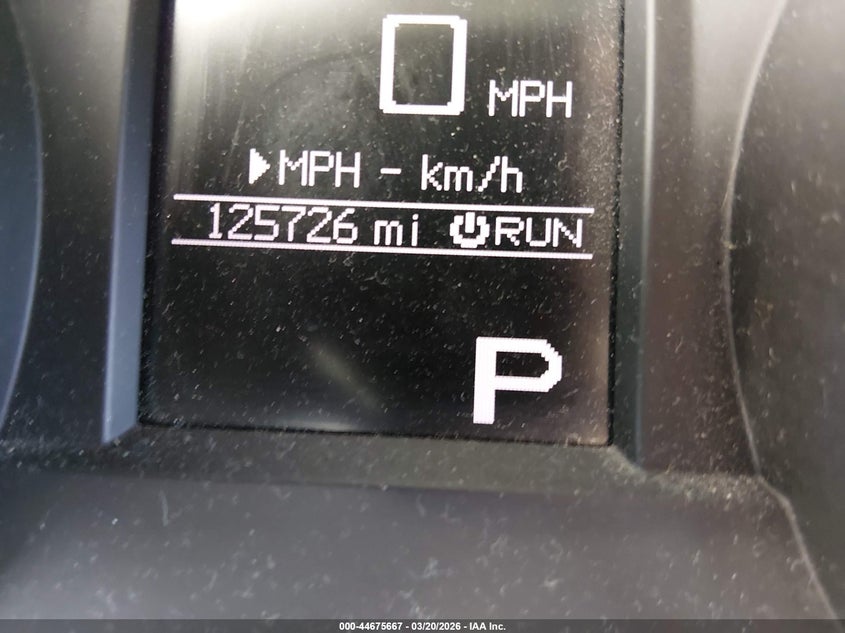 0 MPH
▶MPH - km/h
125726 mi ⏻RUN
P
000-44675667 - 03/20/2026 - IAA Inc.